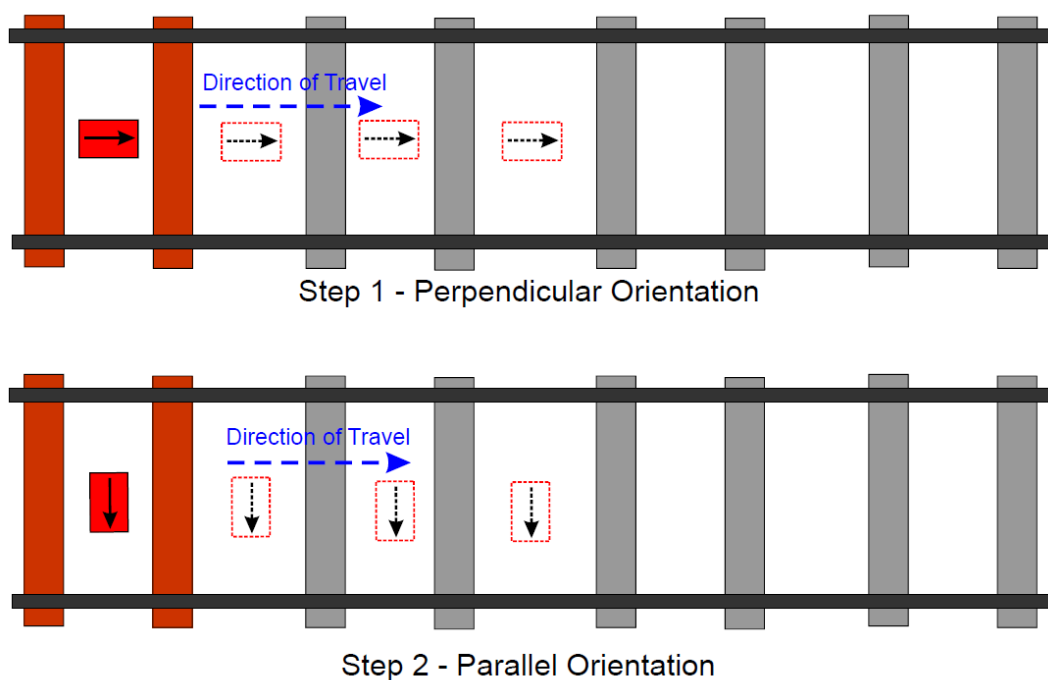 Direction of Travel
Step 1 - Perpendicular Orientation
Direction of Travel
Step 2 - Parallel Orientation